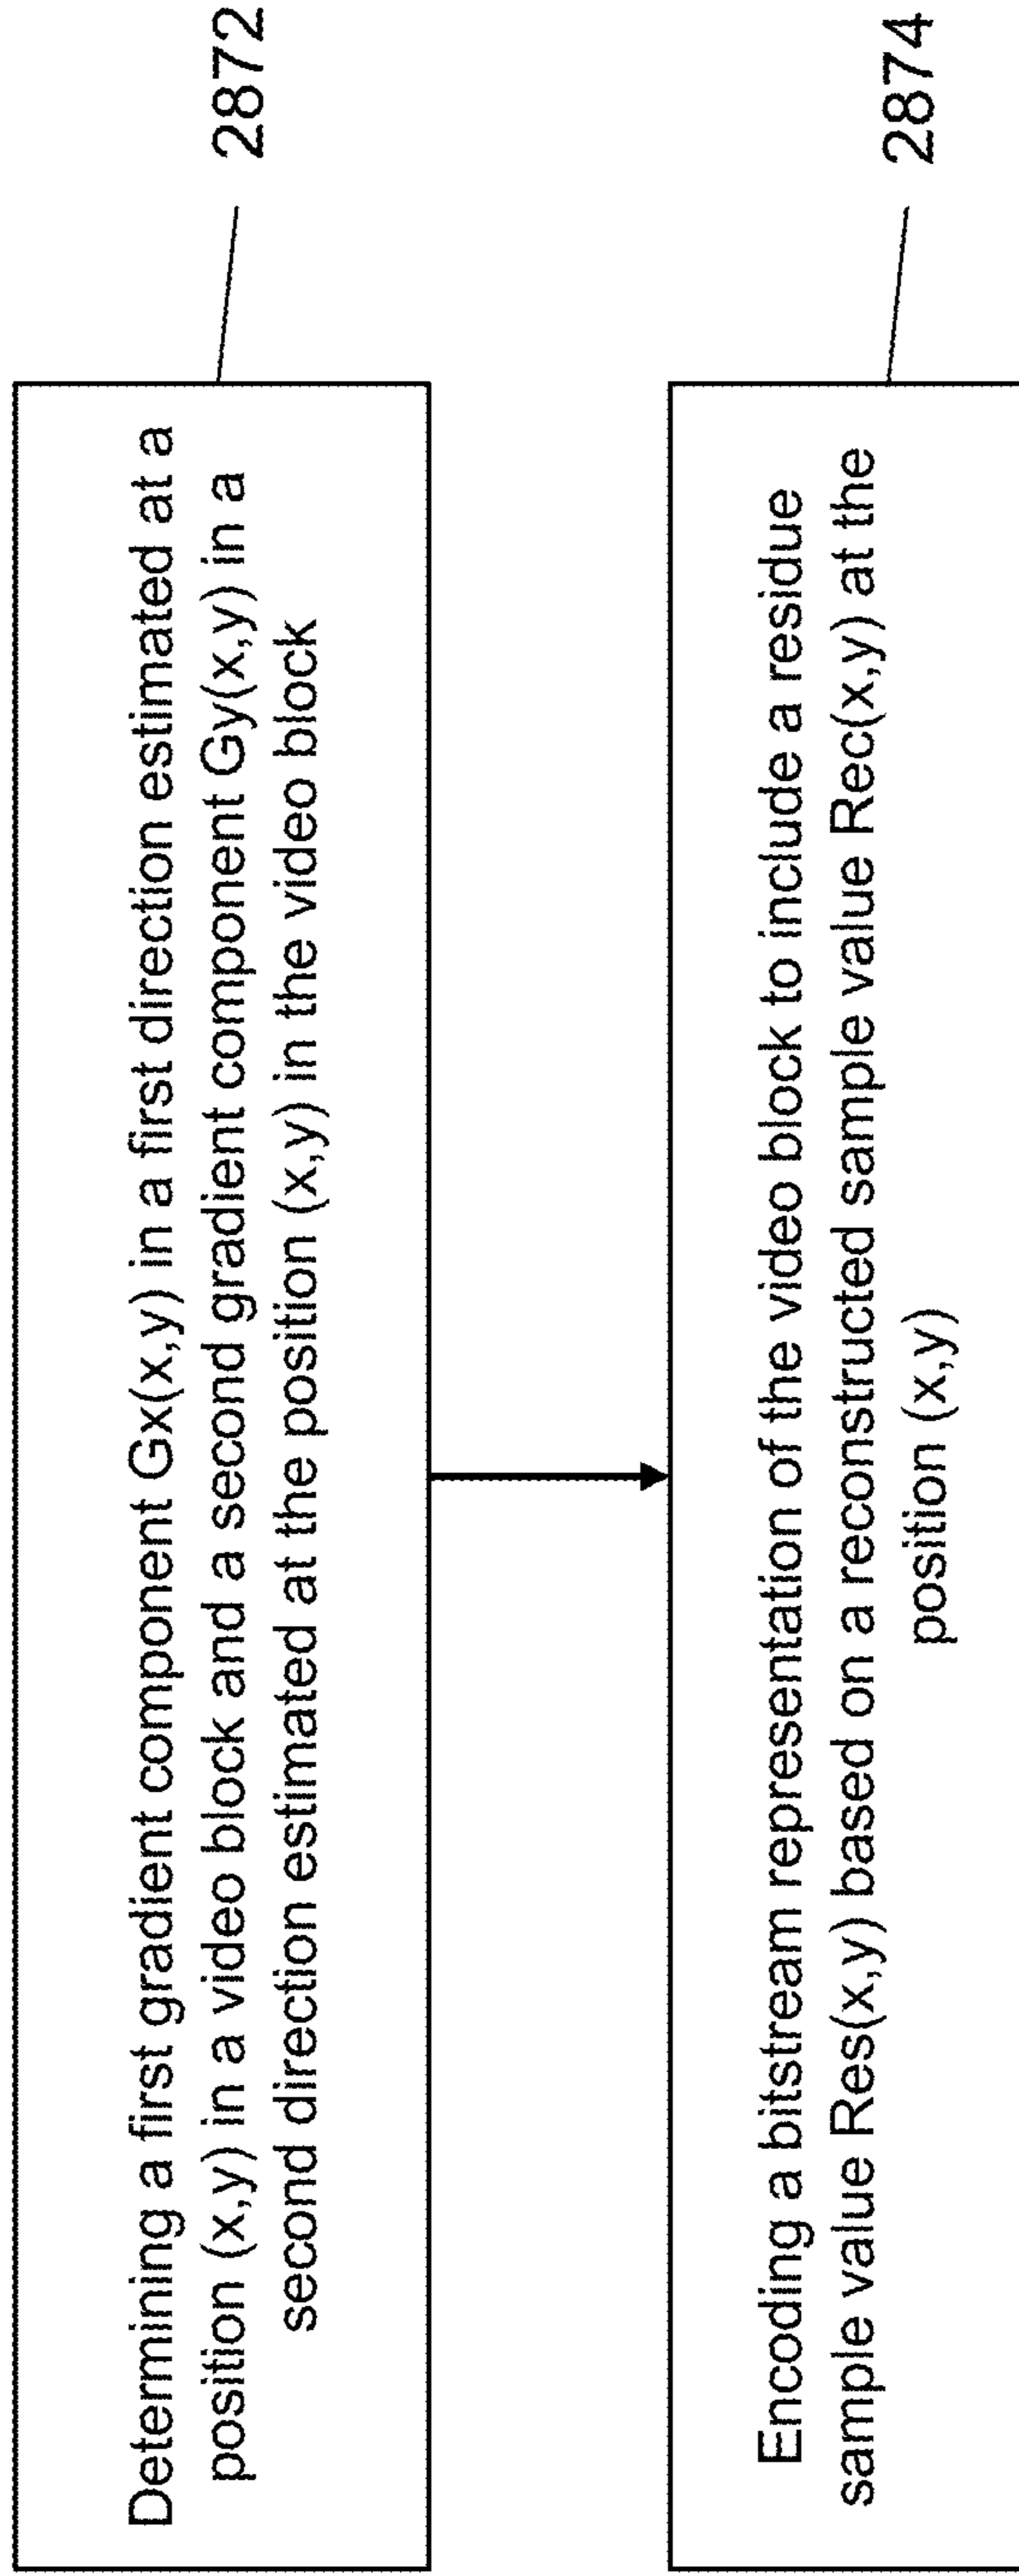 Determining a first gradient component Gx(x,y) in a first direction estimated at a
position (x,y) in a video block and a second gradient component Gy(x,y) in a
second direction estimated at the position (x,y) in the video block
2872
Encoding a bitstream representation of the video block to include a residue
sample value Res(x,y) based on a reconstructed sample value Rec(x,y) at the
position (x,y)
2874